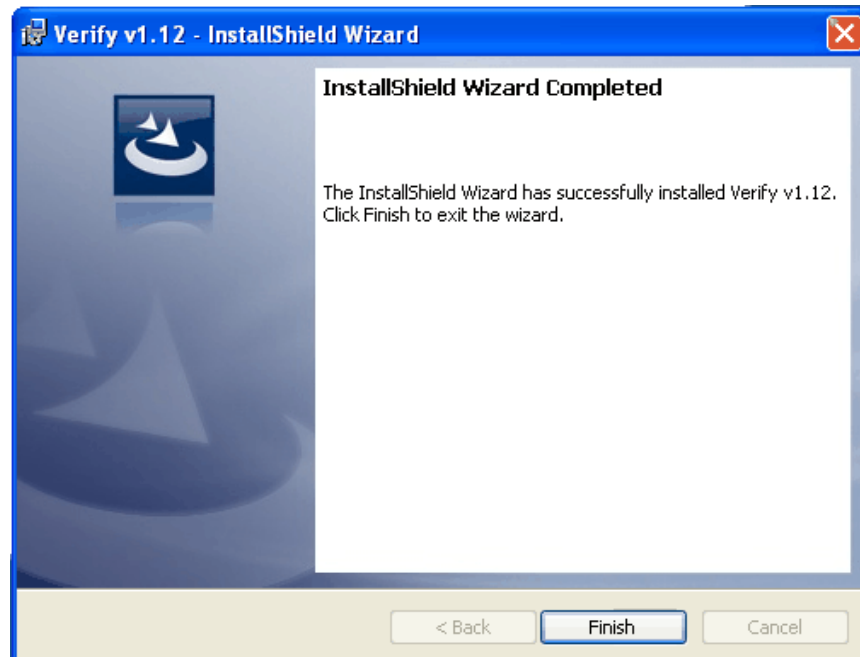 Verify v1.12 - InstallShield Wizard
InstallShield Wizard Completed
The InstallShield Wizard has successfully installed Verify v1.12.
Click Finish to exit the wizard.
< Back
Finish
Cancel